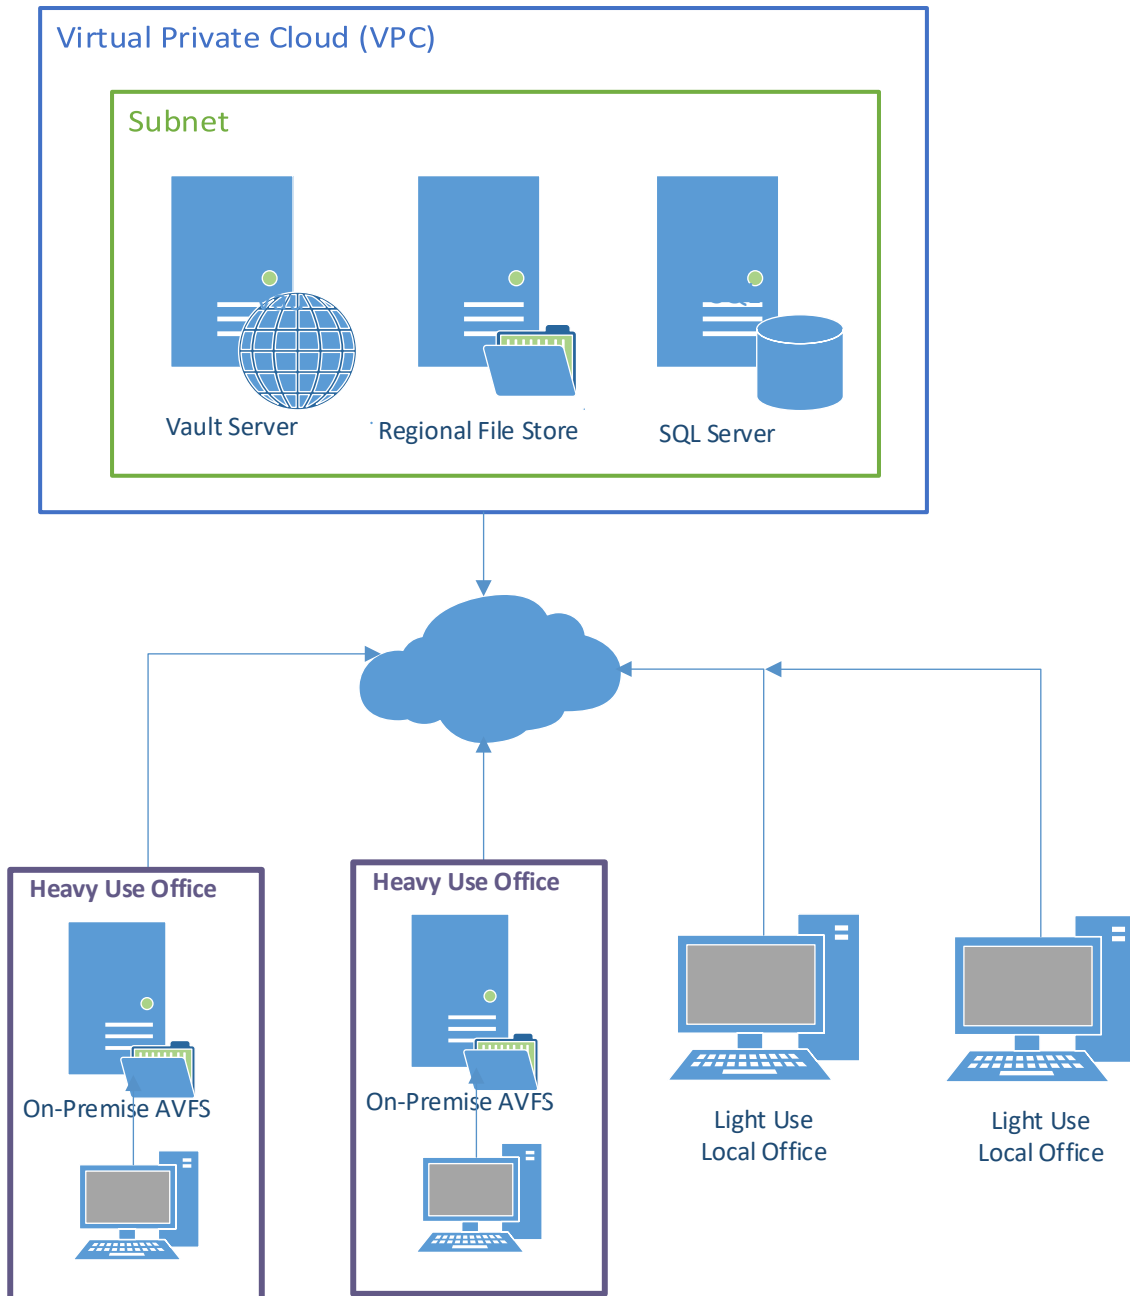 Virtual Private Cloud (VPC)
Subnet
Vault Server
Regional File Store
SQL Server
Heavy Use Office
Heavy Use Office
On-Premise AVFS
On-Premise AVFS
Light Use
Local Office
Light Use
Local Office